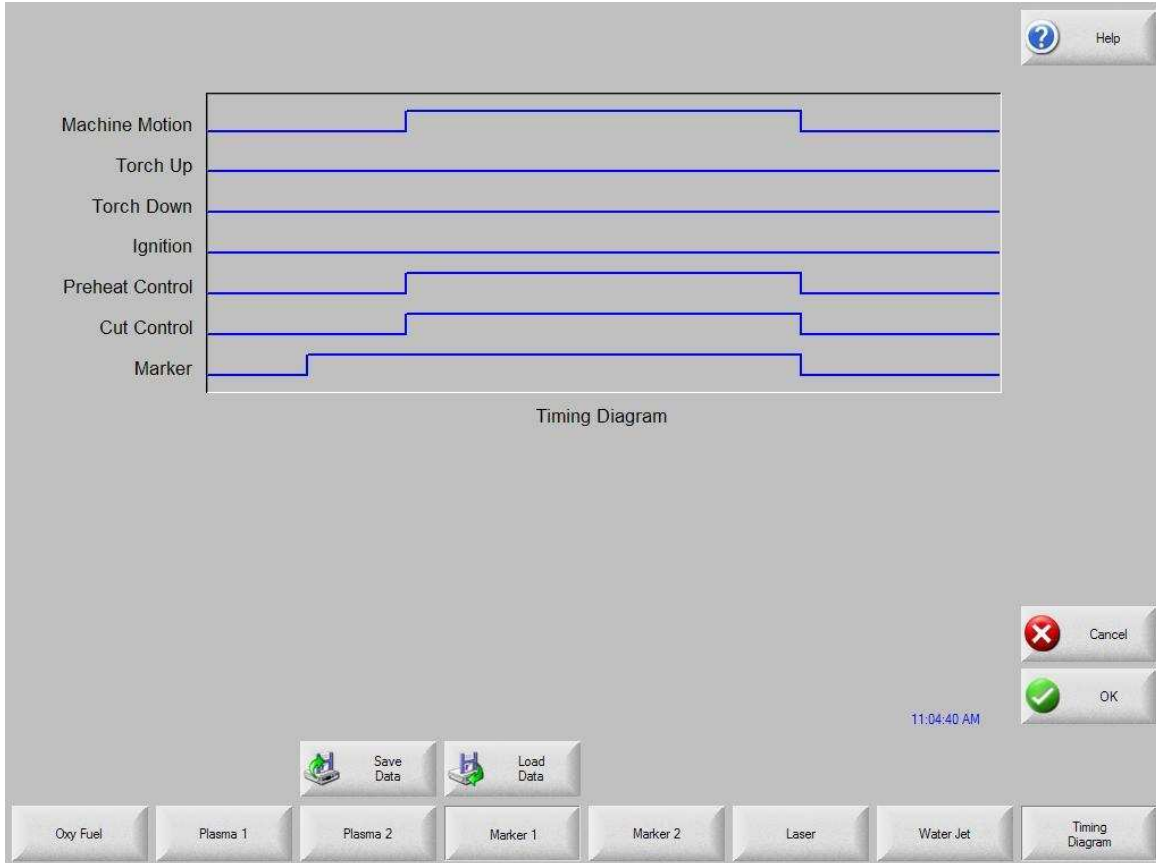 Help
Machine Motion
Torch Up
Torch Down
Ignition
Preheat Control
Cut Control
Marker
Timing Diagram
Cancel
OK
11:04:40 AM
Save
Data
Load
Data
Oxy Fuel
Plasma 1
Plasma 2
Marker 1
Marker 2
Laser
Water Jet
Timing
Diagram